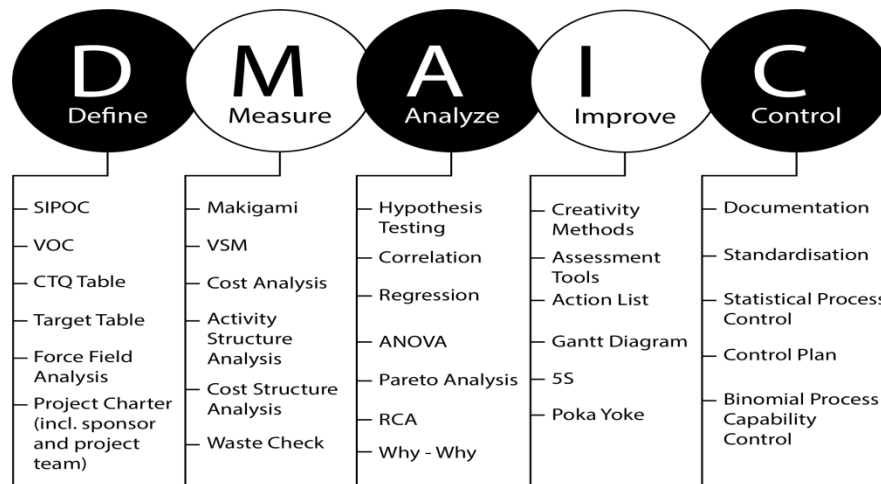 D
Define
SIPOC
VOC
CTQ Table
Target Table
Force Field
Analysis
Project Charter
(incl. sponsor
and project
team)
M
Measure
Makigami
VSM
Cost Analysis
Activity
Structure
Analysis
Cost Structure
Analysis
Waste Check
A
Analyze
Hypothesis
Testing
Correlation
Regression
ANOVA
Pareto Analysis
RCA
Why - Why
I
Improve
Creativity
Methods
Assessment
Tools
Action List
Gantt Diagram
5S
Poka Yoke
C
Control
Documentation
Standardisation
Statistical Process
Control
Control Plan
Binomial Process
Capability
Control